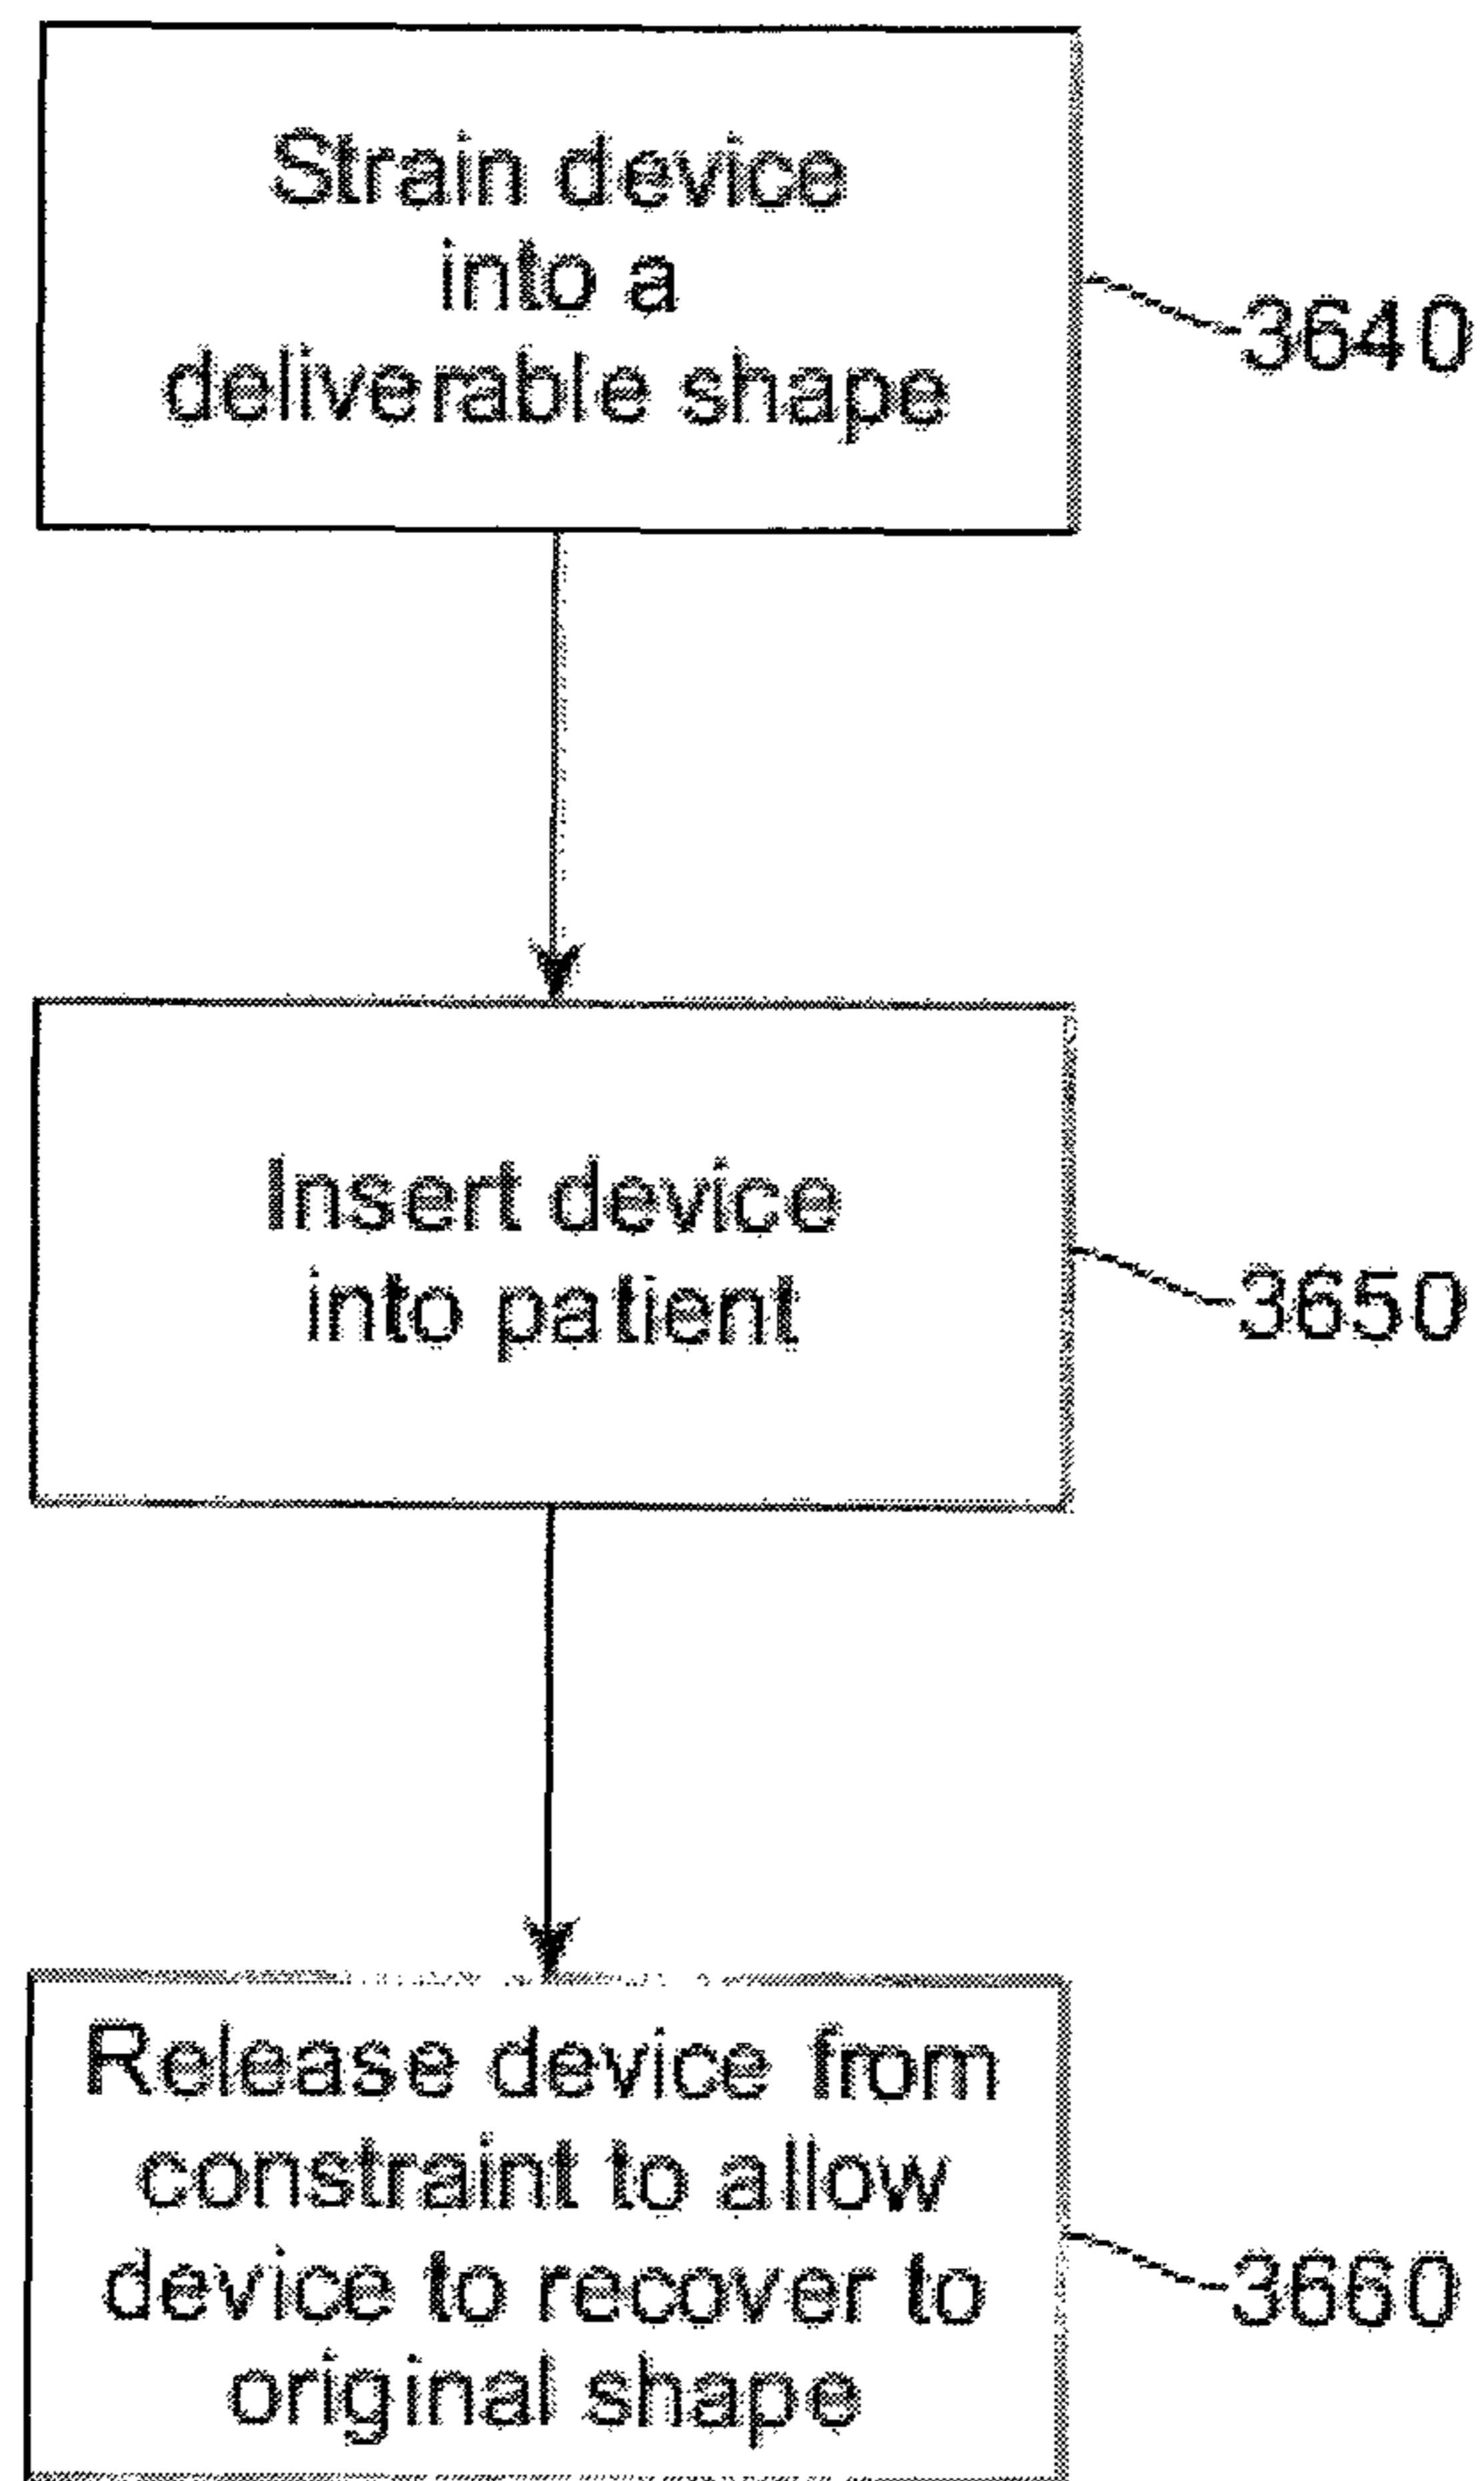 Strain device
into a
deliverable shape
3640
Insert device
into patient
3650
Release device from
constraint to allow
device to recover to
original shape
3660